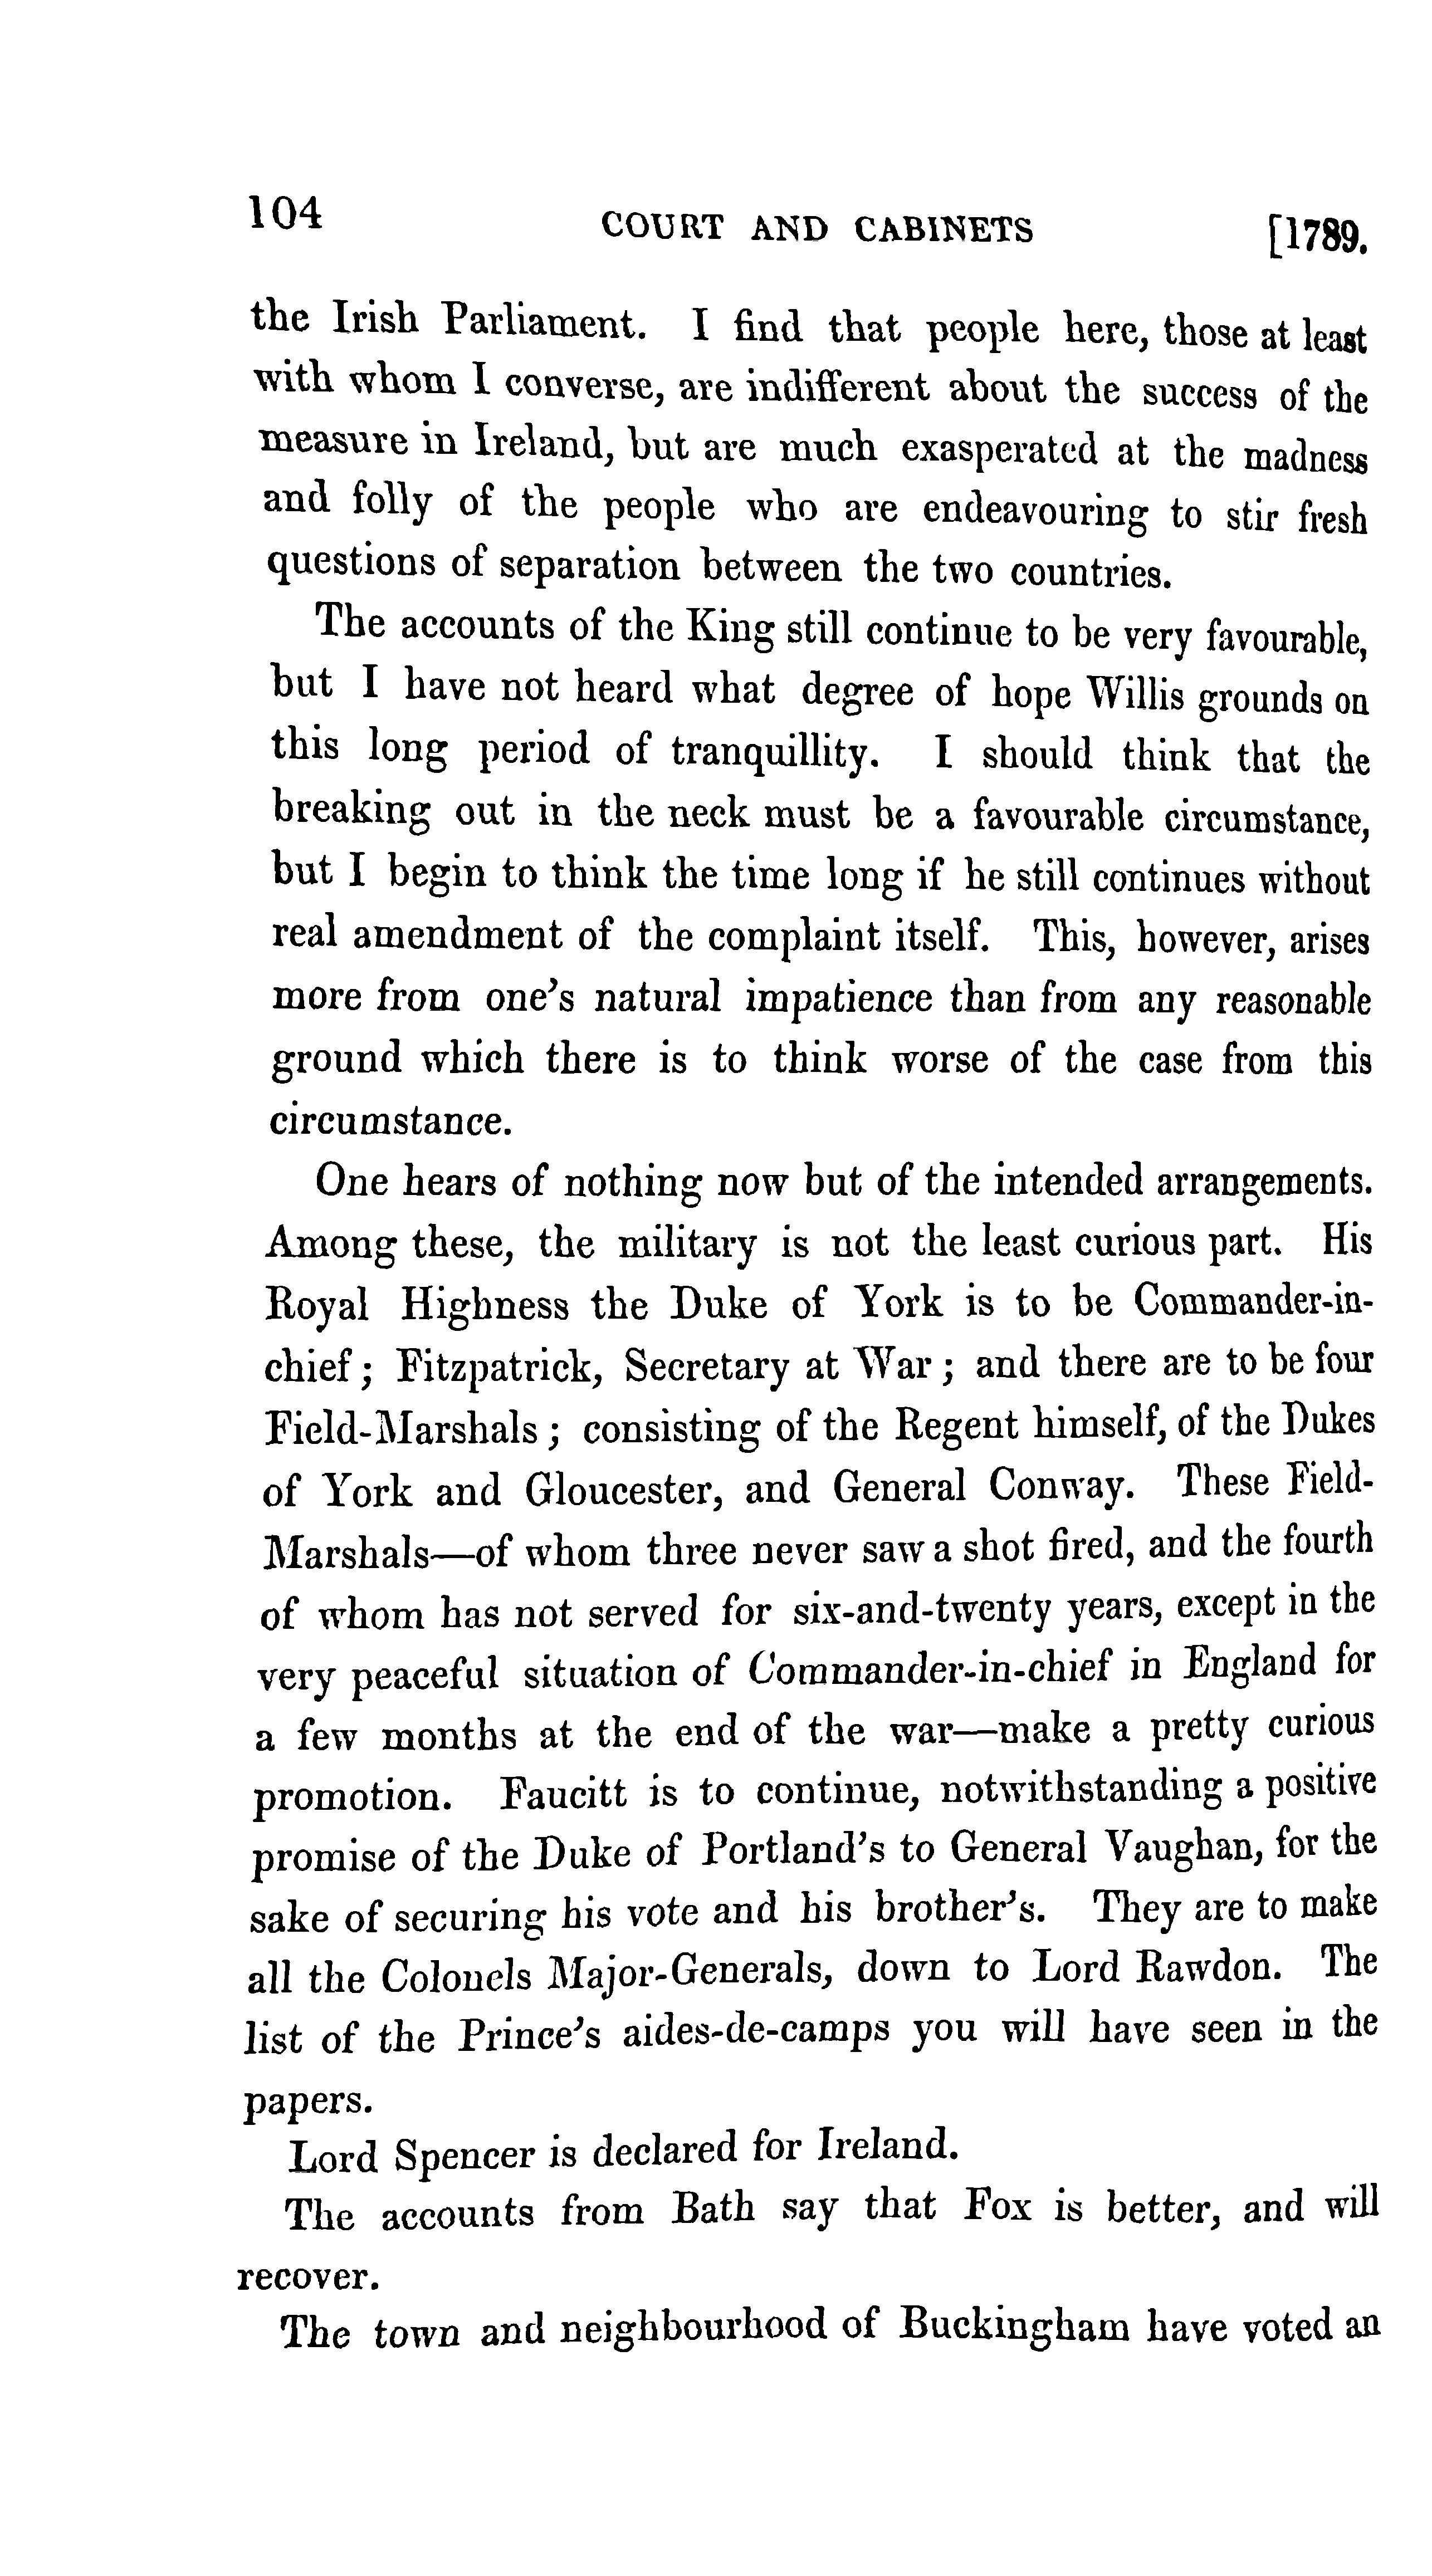 104 COURT AND CABINETS [1789.
the Irish Parliament. I find that people here, those at least
with whom I converse, are indifferent about the success of the
measure in Ireland, but are much exasperated at the madness
and folly of the people who are endeavouring to stir fresh
questions of separation between the two countries.
The accounts of the King still continue to be very favourable,
but I have not heard what degree of hope Willis grounds on
this long period of tranquillity. I should think that the
breaking out in the neck must be a favourable circumstance,
but I begin to think the time long if he still continues without
real amendment of the complaint itself. This, however, arises
more from one's natural impatience than from any reasonable
ground which there is to think worse of the case from this
circumstance.
One hears of nothing now but of the intended arrangements.
Among these, the military is not the least curious part. His
Royal Highness the Duke of York is to be Commander-in-
chief; Fitzpatrick, Secretary at War; and there are to be four
Field-Marshals; consisting of the Regent himself, of the Dukes
of York and Gloucester, and General Conway. These Field-
Marshals—of whom three never saw a shot fired, and the fourth
of whom has not served for six-and-twenty years, except in the
very peaceful situation of Commander-in-chief in England for
a few months at the end of the war—make a pretty curious
promotion. Faucitt is to continue, notwithstanding a positive
promise of the Duke of Portland's to General Vaughan, for the
sake of securing his vote and his brother's. They are to make
all the Colonels Major-Generals, down to Lord Rawdon. The
list of the Prince's aides-de-camps you will have seen in the
papers.
Lord Spencer is declared for Ireland.
The accounts from Bath say that Fox is better, and will
recover.
The town and neighbourhood of Buckingham have voted an